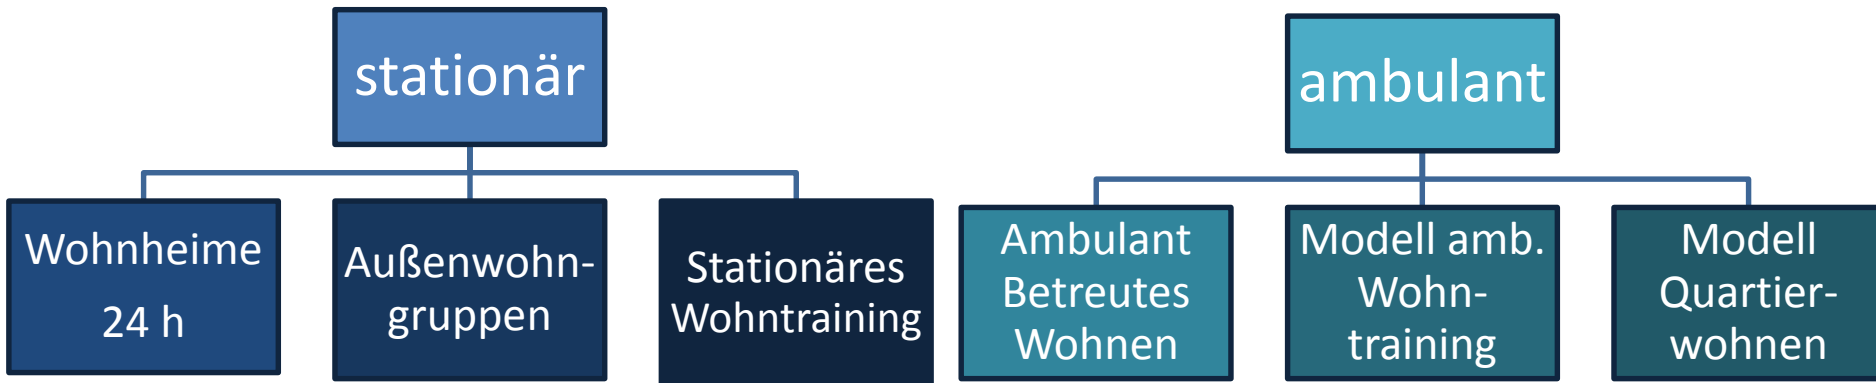 stationär
Wohnheime
24 h
Außenwohn-
gruppen
Stationäres
Wohntraining
ambulant
Ambulant
Betreutes
Wohnen
Modell amb.
Wohn-
training
Modell
Quartier-
wohnen